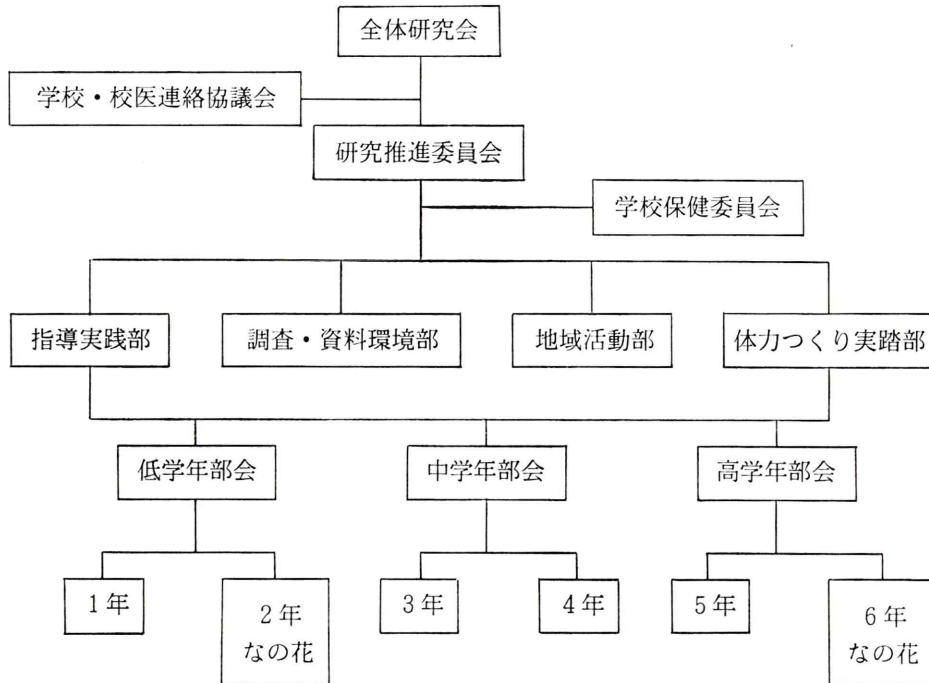 全体研究会
学校・校医連絡協議会
研究推進委員会
学校保健委員会
指導実践部
調査・資料環境部
地域活動部
体力つくり実踏部
低学年部会
中学年部会
高学年部会
1年
2年
なの花
3年
4年
5年
6年
なの花